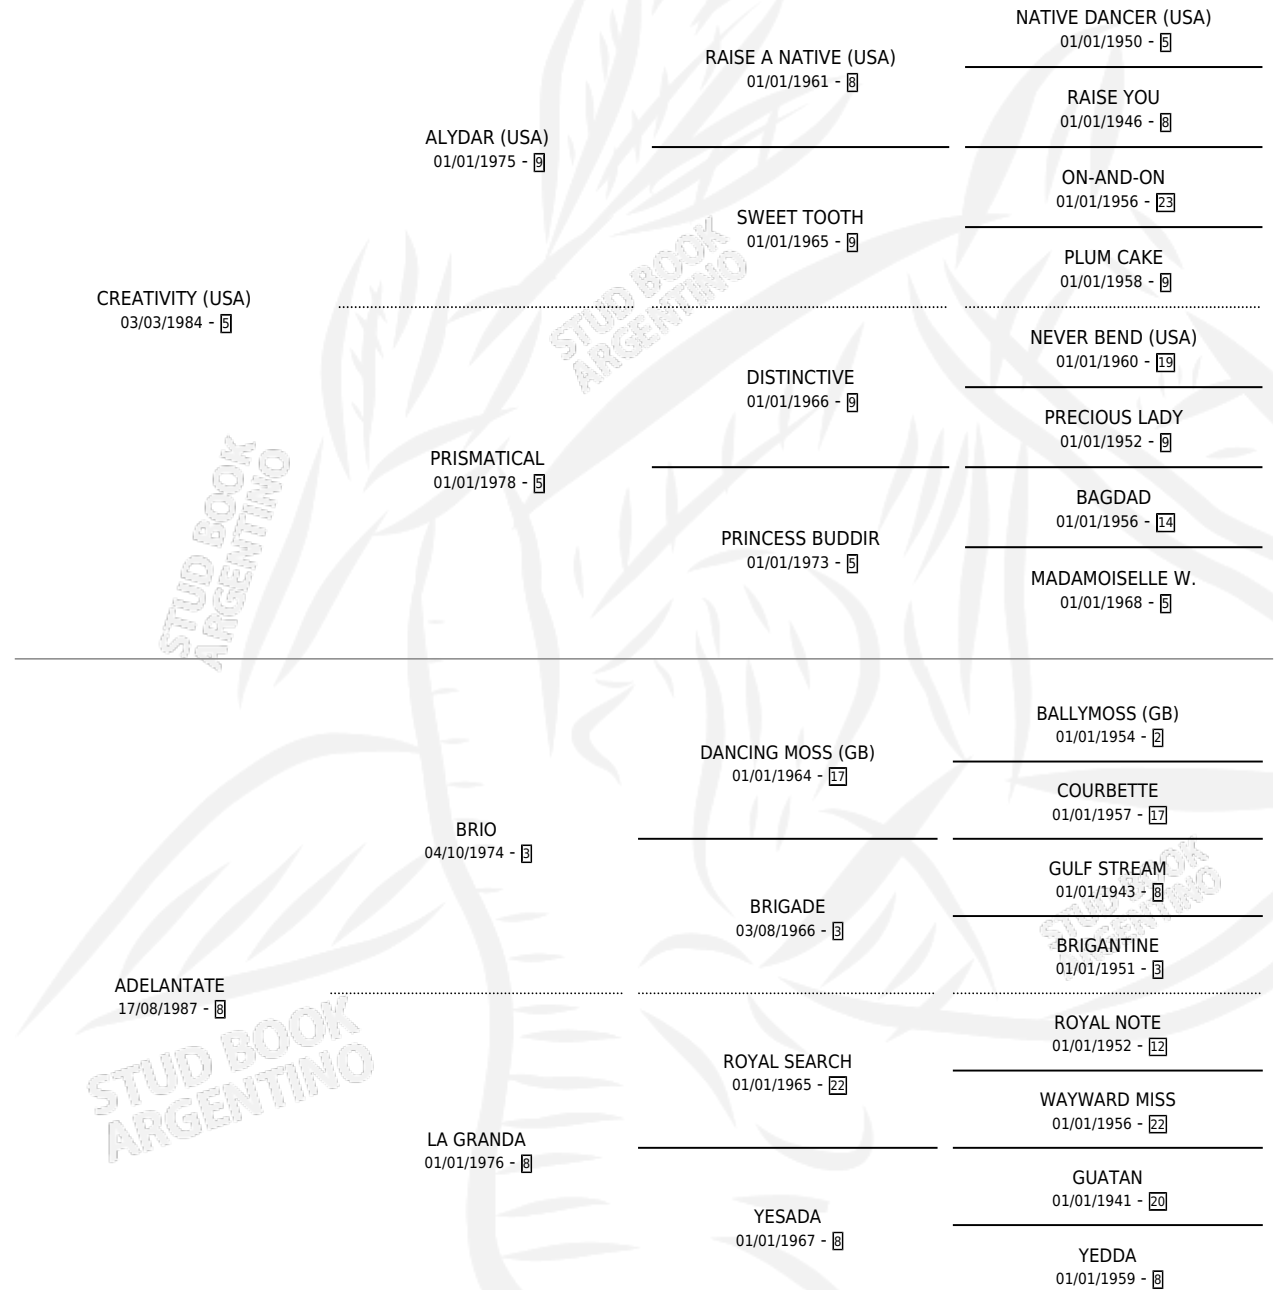 NATIVE DANCER (USA)
01/01/1950 - 5
RAISE A NATIVE (USA)
01/01/1961 - 8
RAISE YOU
01/01/1946 - 8
ALYDAR (USA)
01/01/1975 - 9
ON-AND-ON
01/01/1956 - 23
SWEET TOOTH
01/01/1965 - 9
PLUM CAKE
01/01/1958 - 9
CREATIVITY (USA)
03/03/1984 - 5
NEVER BEND (USA)
01/01/1960 - 19
DISTINCTIVE
01/01/1966 - 9
PRECIOUS LADY
01/01/1952 - 9
PRISMATICAL
01/01/1978 - 5
BAGDAD
01/01/1956 - 14
PRINCESS BUDDIR
01/01/1973 - 5
MADAMOISELLE W.
01/01/1968 - 5
STUD BOOK
ARGENTINO
STUD BOOK
ARGENTINO
BALLYMOSS (GB)
01/01/1954 - 2
DANCING MOSS (GB)
01/01/1964 - 17
COURBETTE
01/01/1957 - 17
BRIO
04/10/1974 - 3
GULF STREAM
01/01/1943 - 8
BRIGADE
03/08/1966 - 3
BRIGANTINE
01/01/1951 - 3
ADELANTATE
17/08/1987 - 8
ROYAL NOTE
01/01/1952 - 12
ROYAL SEARCH
01/01/1965 - 22
WAYWARD MISS
01/01/1956 - 22
LA GRANDA
01/01/1976 - 8
GUATAN
01/01/1941 - 20
YESADA
01/01/1967 - 8
YEDDA
01/01/1959 - 8
STUD BOOK
ARGENTINO
STUD BOOK
ARGENTINO